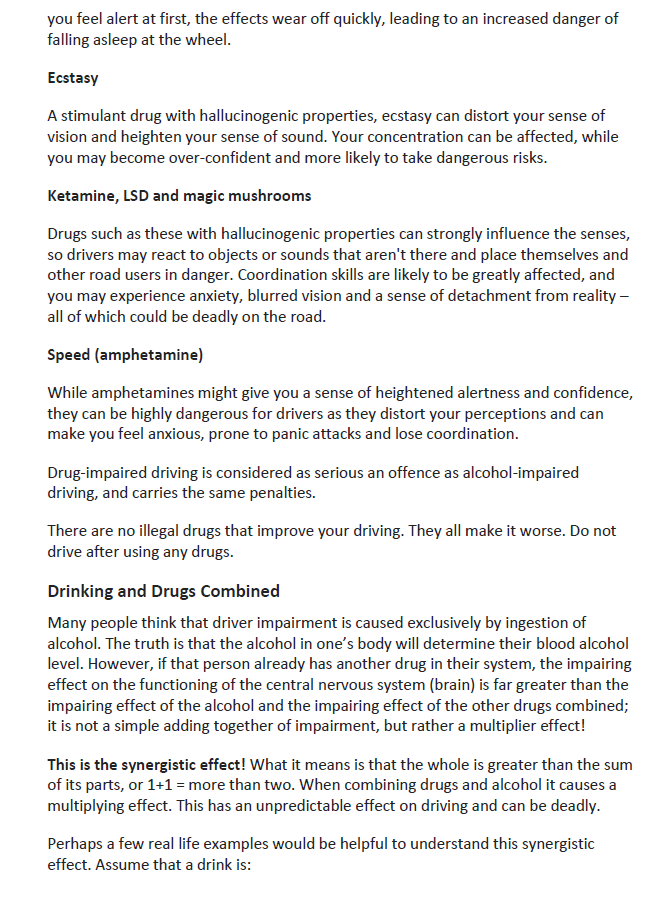 you feel alert at first, the effects wear off quickly, leading to an increased danger of
falling asleep at the wheel.
Ecstasy
A stimulant drug with hallucinogenic properties, ecstasy can distort your sense of
vision and heighten your sense of sound. Your concentration can be affected, while
you may become over-confident and more likely to take dangerous risks.
Ketamine, LSD and magic mushrooms
Drugs such as these with hallucinogenic properties can strongly influence the senses,
so drivers may react to objects or sounds that aren't there and place themselves and
other road users in danger. Coordination skills are likely to be greatly affected, and
you may experience anxiety, blurred vision and a sense of detachment from reality –
all of which could be deadly on the road.
Speed (amphetamine)
While amphetamines might give you a sense of heightened alertness and confidence,
they can be highly dangerous for drivers as they distort your perceptions and can
make you feel anxious, prone to panic attacks and lose coordination.
Drug-impaired driving is considered as serious an offence as alcohol-impaired
driving, and carries the same penalties.
There are no illegal drugs that improve your driving. They all make it worse. Do not
drive after using any drugs.
Drinking and Drugs Combined
Many people think that driver impairment is caused exclusively by ingestion of
alcohol. The truth is that the alcohol in one’s body will determine their blood alcohol
level. However, if that person already has another drug in their system, the impairing
effect on the functioning of the central nervous system (brain) is far greater than the
impairing effect of the alcohol and the impairing effect of the other drugs combined;
it is not a simple adding together of impairment, but rather a multiplier effect!
This is the synergistic effect! What it means is that the whole is greater than the sum
of its parts, or 1+1 = more than two. When combining drugs and alcohol it causes a
multiplying effect. This has an unpredictable effect on driving and can be deadly.
Perhaps a few real life examples would be helpful to understand this synergistic
effect. Assume that a drink is: